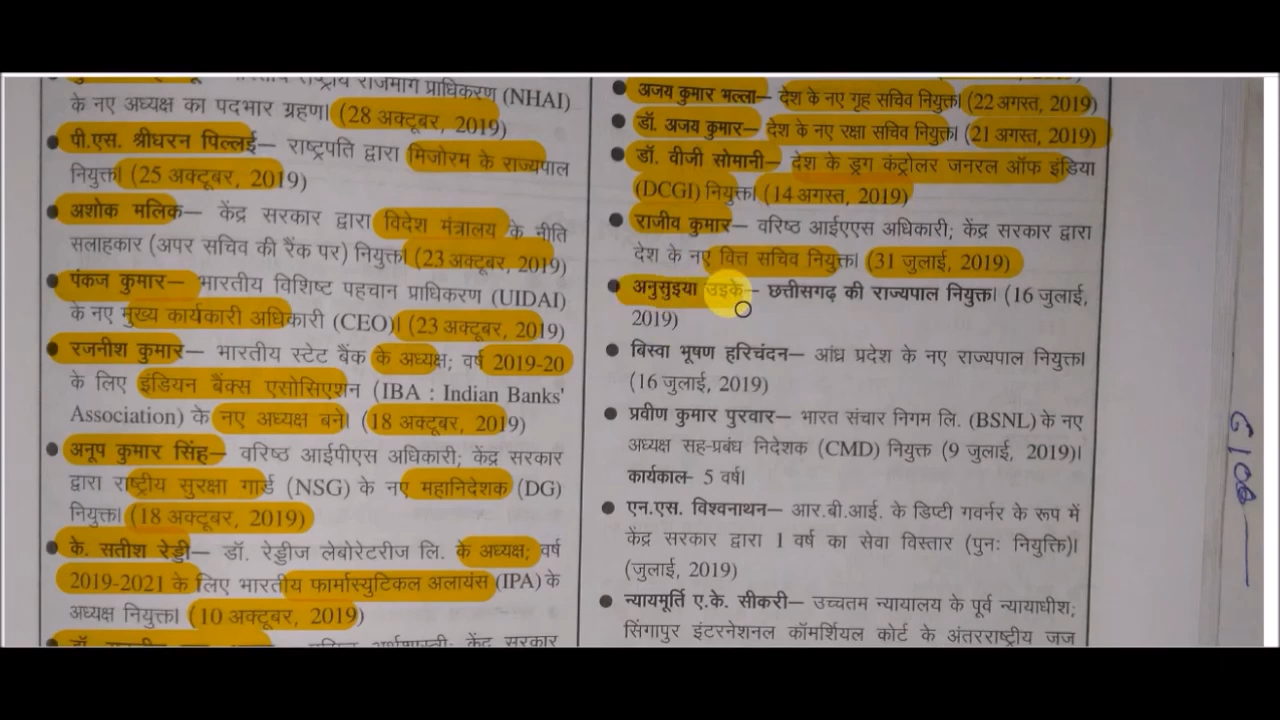 राष्ट्रीय राजमार्ग प्राधिकरण (NHAI)
के नए अध्यक्ष का पदभार ग्रहण। (28 अक्टूबर, 2019)
पी.एस. श्रीधरन पिल्लई– राष्ट्रपति द्वारा मिजोरम के राज्यपाल
नियुक्त। (25 अक्टूबर, 2019)
अशोक मलिक– केंद्र सरकार द्वारा विदेश मंत्रालय के नीति
सलाहकार (अपर सचिव की रैंक पर) नियुक्त। (23 अक्टूबर, 2019)
पंकज कुमार– भारतीय विशिष्ट पहचान प्राधिकरण (UIDAI)
के नए मुख्य कार्यकारी अधिकारी (CEO)। (23 अक्टूबर, 2019)
रजनीश कुमार– भारतीय स्टेट बैंक के अध्यक्ष; वर्ष 2019-20
के लिए इंडियन बैंक्स एसोसिएशन (IBA : Indian Banks'
Association) के नए अध्यक्ष बने। (18 अक्टूबर, 2019)
अनूप कुमार सिंह– वरिष्ठ आईपीएस अधिकारी; केंद्र सरकार
द्वारा राष्ट्रीय सुरक्षा गार्ड (NSG) के नए महानिदेशक (DG)
नियुक्त। (18 अक्टूबर, 2019)
के. सतीश रेड्डी– डॉ. रेड्डीज लेबोरेटरीज लि. के अध्यक्ष; वर्ष
2019-2021 के लिए भारतीय फार्मास्युटिकल अलायंस (IPA) के
अध्यक्ष नियुक्त। (10 अक्टूबर, 2019)
केंद्र सरकार
अजय कुमार भल्ला– देश के नए गृह सचिव नियुक्त। (22 अगस्त, 2019)
डॉ. अजय कुमार– देश के नए रक्षा सचिव नियुक्त। (21 अगस्त, 2019)
डॉ. वीजी सोमानी– देश के ड्रग कंट्रोलर जनरल ऑफ इंडिया
(DCGI) नियुक्त। (14 अगस्त, 2019)
राजीव कुमार– वरिष्ठ आईएएस अधिकारी; केंद्र सरकार द्वारा
देश के नए वित्त सचिव नियुक्त। (31 जुलाई, 2019)
अनुसुइया उइके– छत्तीसगढ़ की राज्यपाल नियुक्त। (16 जुलाई,
2019)
बिस्वा भूषण हरिचंदन– आंध्र प्रदेश के नए राज्यपाल नियुक्त।
(16 जुलाई, 2019)
प्रवीण कुमार पुरवार– भारत संचार निगम लि. (BSNL) के नए
अध्यक्ष सह-प्रबंध निदेशक (CMD) नियुक्त (9 जुलाई, 2019)।
कार्यकाल– 5 वर्ष।
एन.एस. विश्वनाथन– आर.बी.आई. के डिप्टी गवर्नर के रूप में
केंद्र सरकार द्वारा 1 वर्ष का सेवा विस्तार (पुनः नियुक्ति)।
(जुलाई, 2019)
न्यायमूर्ति ए.के. सीकरी– उच्चतम न्यायालय के पूर्व न्यायाधीश;
सिंगापुर इंटरनेशनल कॉमर्शियल कोर्ट के अंतरराष्ट्रीय जज